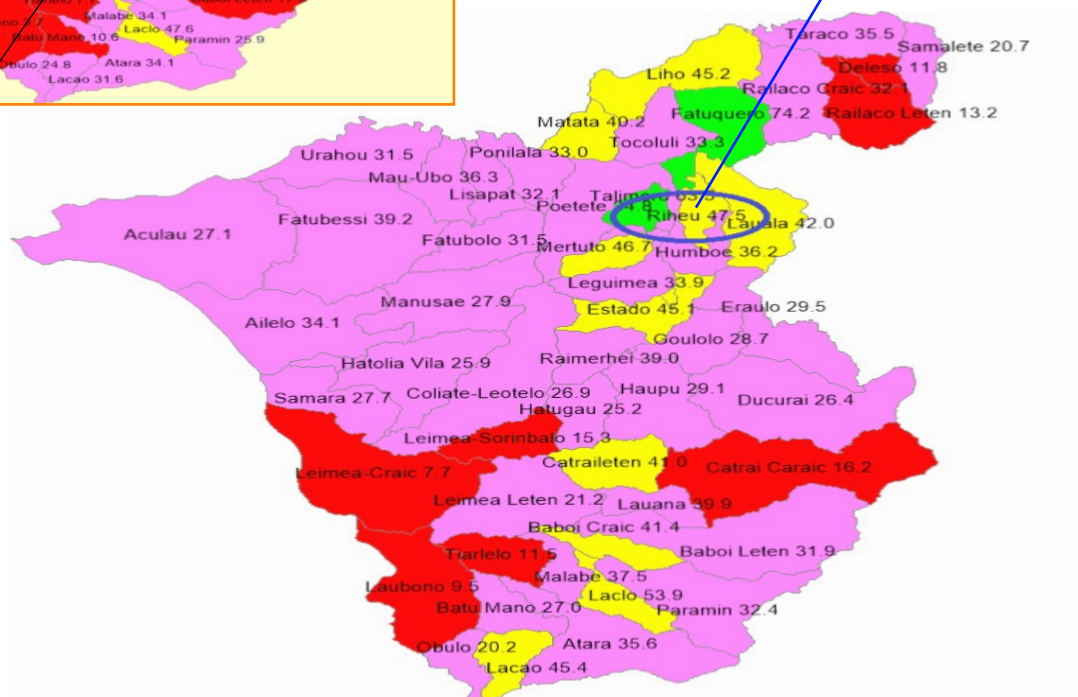 Malabe 34.1
Laclo 47.6
Batu Mano 10.6
Paramin 25.9
Obulo 24.8
Atara 34.1
Lacao 31.6
Taraco 35.5
Samalete 20.7
Liho 45.2
Deleso 11.8
Railaco Craic 32.1
Fatuquero 74.2
Railaco Leten 13.2
Matata 40.2
Tocoluli 33.3
Urahou 31.5
Ponilala 33.0
Mau-Ubo 36.3
Lisapat 32.1
Poetete
Riheu 47.5
Fatubessi 39.2
Lauala 42.0
Aculau 27.1
Fatubolo 31.5
Mertuto 46.7
Humboe 36.2
Leguimea 33.9
Manusae 27.9
Estado 45.1
Eraulo 29.5
Ailelo 34.1
Goulolo 28.7
Hatolia Vila 25.9
Raimerhei 39.0
Samara 27.7
Coliate-Leotelo 26.9
Haupu 29.1
Ducurai 26.4
Hatugau 25.2
Leimea-Sorinbalo 15.3
Catraileten 41.0
Catrai Caraic 16.2
Leimea-Craic 7.7
Leimea Leten 21.2
Lauana 39.9
Baboi Craic 41.4
Tiarlelo 11.5
Baboi Leten 31.9
Malabe 37.5
Laubono 9.5
Laclo 53.9
Batu Mano 27.0
Paramin 32.4
Obulo 20.2
Atara 35.6
Lacao 45.4